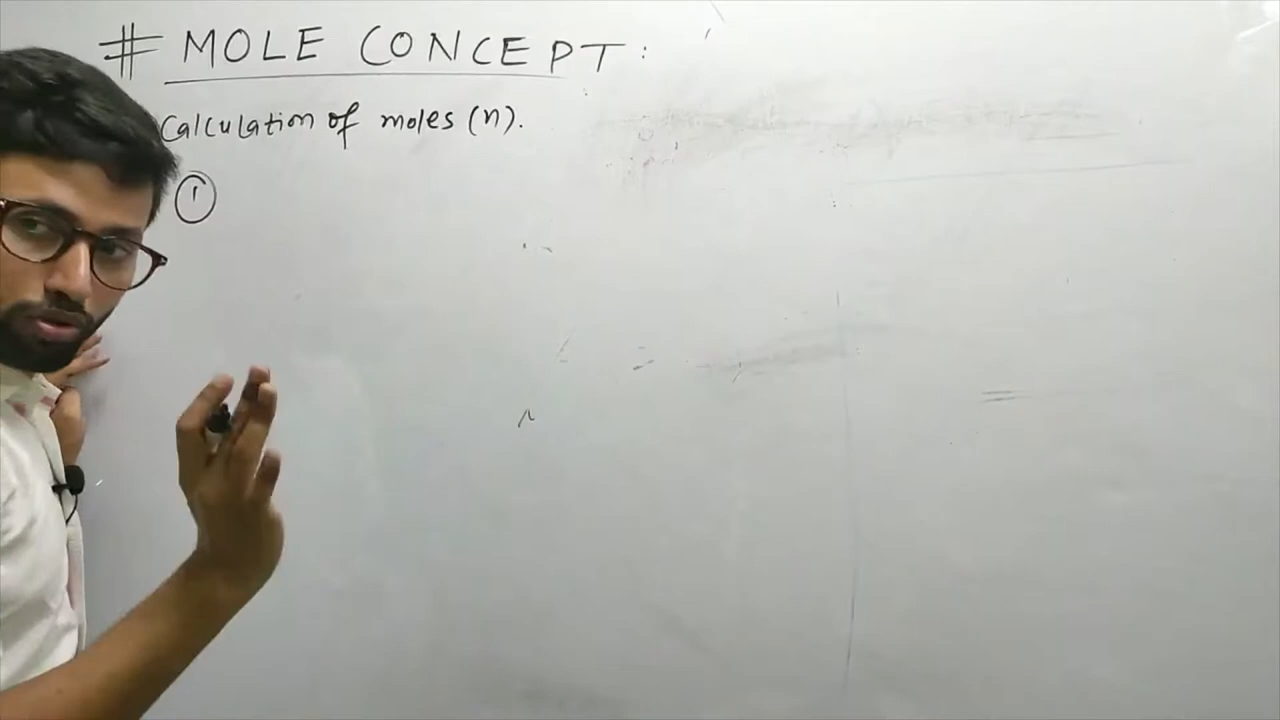 # MOLE CONCEPT :
Calculation of moles (n).
①